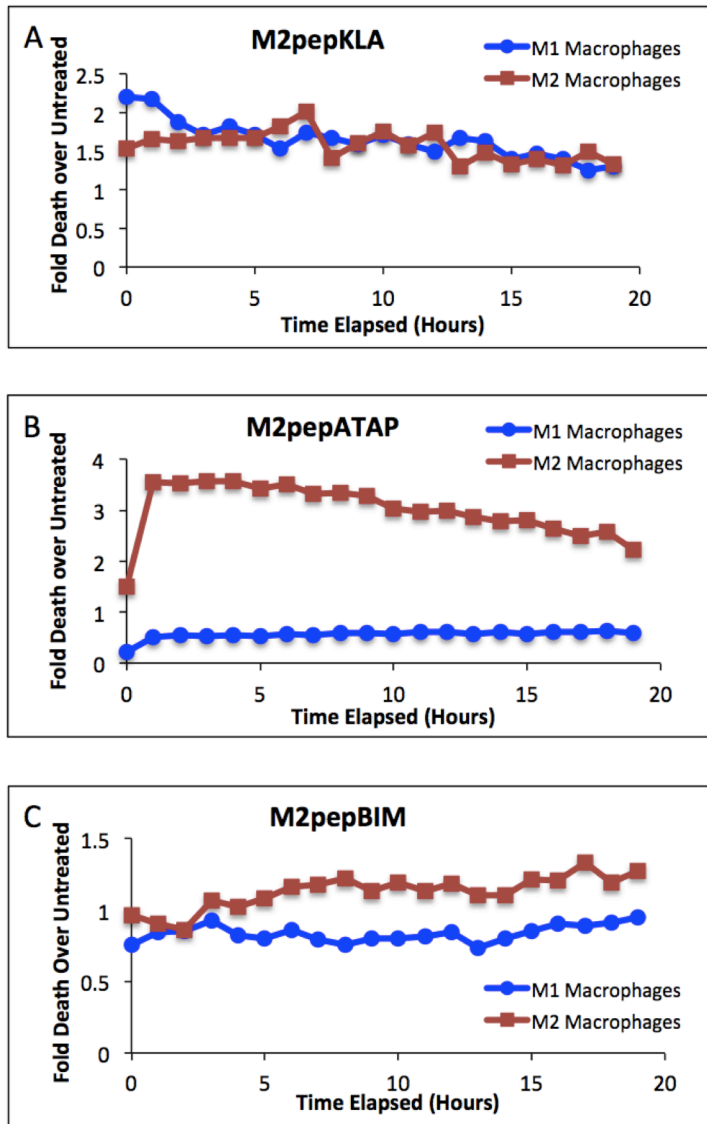 A
M2pepKLA
M1 Macrophages
M2 Macrophages
Fold Death over Untreated
2.5
2
1.5
1
0.5
0
0 5 10 15 20
Time Elapsed (Hours)
B
M2pepATAP
M1 Macrophages
M2 Macrophages
Fold Death over Untreated
4
3
2
1
0
0 5 10 15 20
Time Elapsed (Hours)
C
M2pepBIM
Fold Death Over Untreated
1.5
1
0.5
0
M1 Macrophages
M2 Macrophages
0 5 10 15 20
Time Elapsed (Hours)